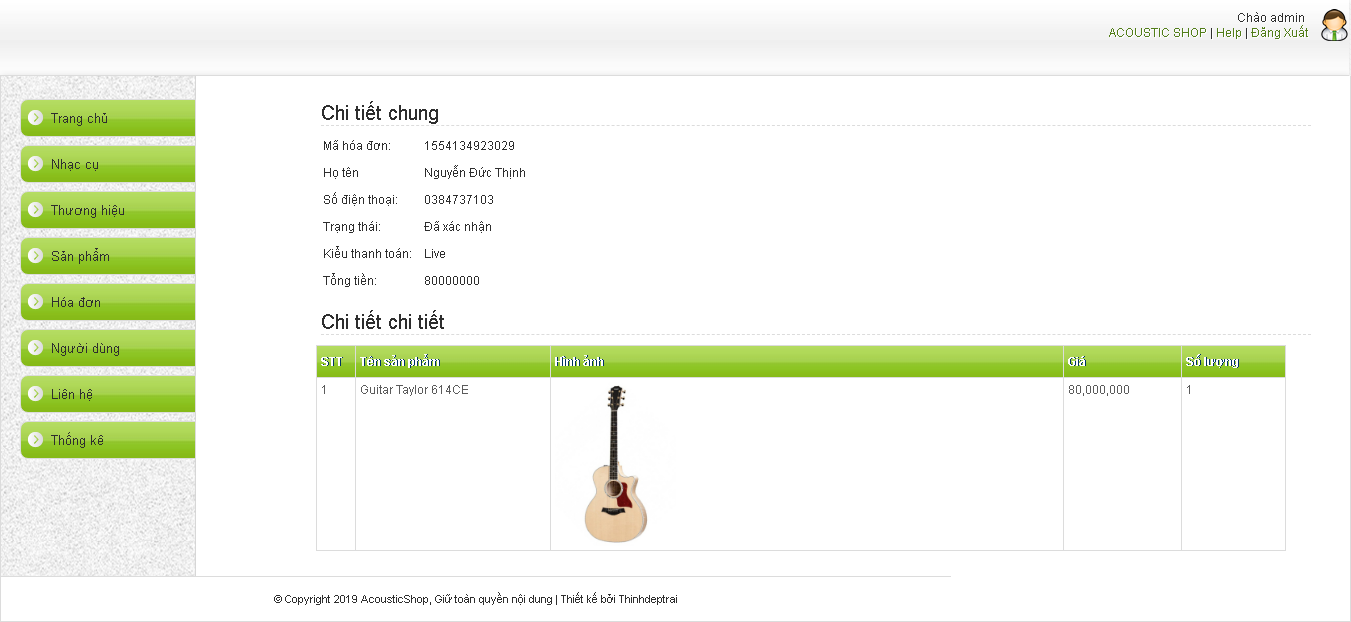 Chào admin
ACOUSTIC SHOP | Help | Đăng Xuất
Trang chủ
Nhạc cụ
Thương hiệu
Sản phẩm
Hóa đơn
Người dùng
Liên hệ
Thống kê
Chi tiết chung
Mã hóa đơn: 1554134923029
Họ tên Nguyễn Đức Thịnh
Số điện thoại: 0384737103
Trạng thái: Đã xác nhận
Kiểu thanh toán: Live
Tổng tiền: 80000000
Chi tiết chi tiết
STT Tên sản phẩm Hình ảnh Giá Số lượng
1 Guitar Taylor 614CE 80,000,000 1
© Copyright 2019 AcousticShop, Giữ toàn quyền nội dung | Thiết kế bởi Thinhdeptrai